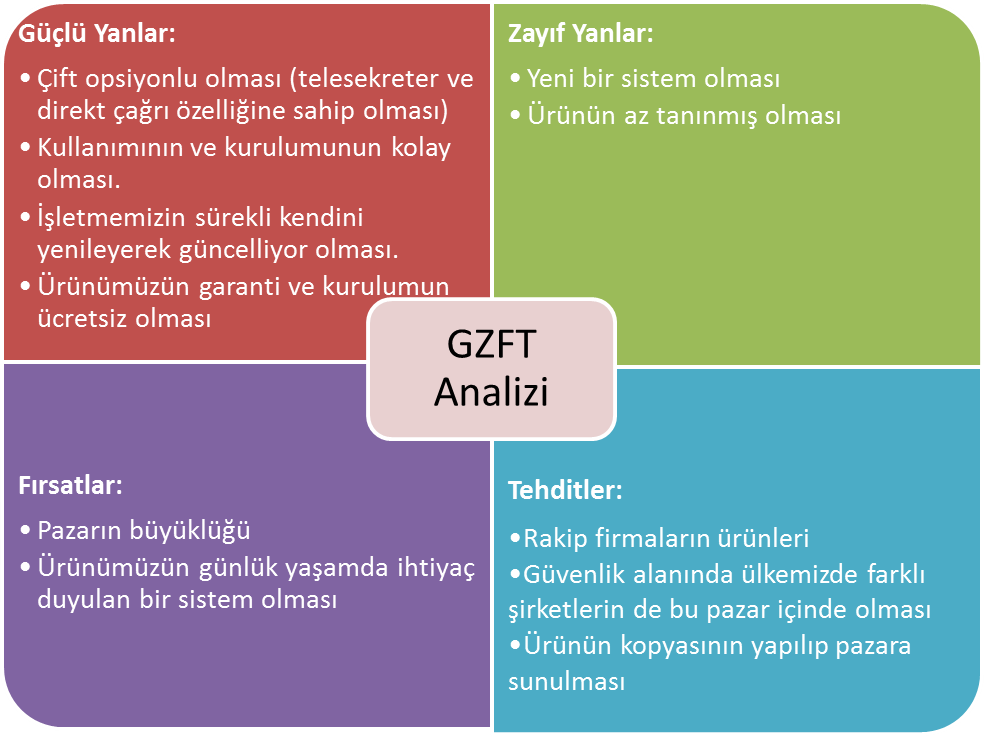 Güçlü Yanlar:
• Çift opsiyonlu olması (telesekreter ve
direkt çağrı özelliğine sahip olması)
• Kullanımının ve kurulumunun kolay
olması.
• İşletmemizin sürekli kendini
yenileyerek güncelliyor olması.
• Ürünümüzün garanti ve kurulumun
ücretsiz olması
Zayıf Yanlar:
• Yeni bir sistem olması
• Ürünün az tanınmış olması
GZFT
Analizi
Fırsatlar:
• Pazarın büyüklüğü
• Ürünümüzün günlük yaşamda ihtiyaç
duyulan bir sistem olması
Tehditler:
•Rakip firmaların ürünleri
•Güvenlik alanında ülkemizde farklı
şirketlerin de bu pazar içinde olması
•Ürünün kopyasının yapılıp pazara
sunulması